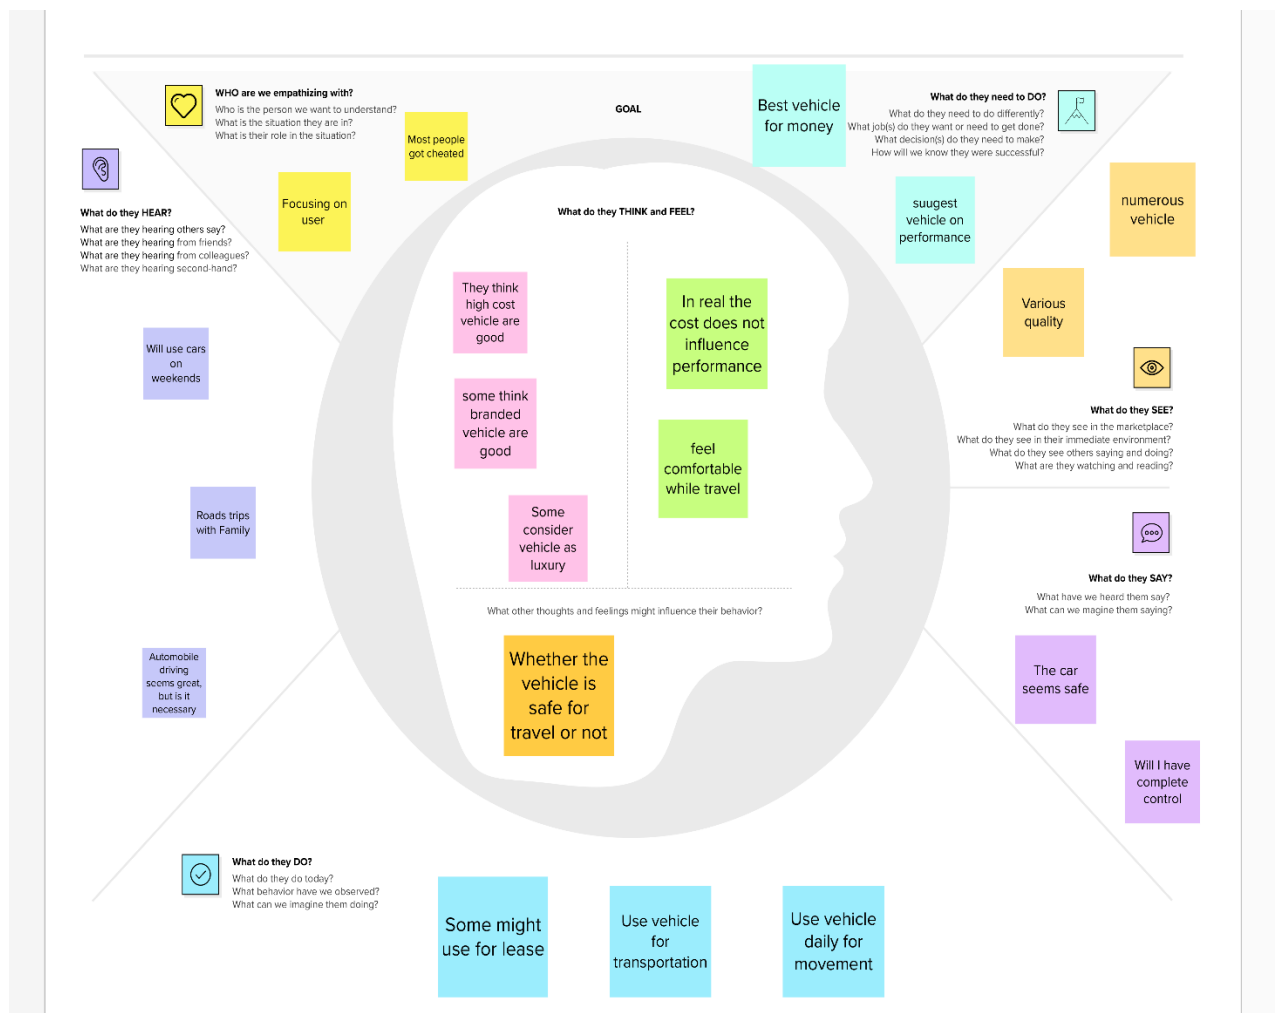 WHO are we empathizing with?
Who is the person we want to understand?
What is the situation they are in?
What is their role in the situation?
Most people
got cheated
Focusing on
user
GOAL
Best vehicle
for money
What do they need to DO?
What do they need to do differently?
What job(s) do they want or need to get done?
What decision(s) do they need to make?
How will we know they were successful?
suugest
vehicle on
performance
numerous
vehicle
Various
quality
What do they HEAR?
What are they hearing others say?
What are they hearing from friends?
What are they hearing from colleagues?
What are they hearing second-hand?
Will use cars
on
weekends
Roads trips
with Family
Automobile
driving
seems great,
but is it
necessary
What do they THINK and FEEL?
They think
high cost
vehicle are
good
some think
branded
vehicle are
good
Some
consider
vehicle as
luxury
In real the
cost does not
influence
performance
feel
comfortable
while travel
What other thoughts and feelings might influence their behavior?
Whether the
vehicle is
safe for
travel or not
What do they SEE?
What do they see in the marketplace?
What do they see in their immediate environment?
What do they see others saying and doing?
What are they watching and reading?
What do they SAY?
What have we heard them say?
What can we magine them saying?
The car
seems safe
Will I have
complete
control
What do they DO?
What do they do today?
What behavior have we observed?
What can we imagine them doing?
Some might
use for lease
Use vehicle
for
transportation
Use vehicle
daily for
movement